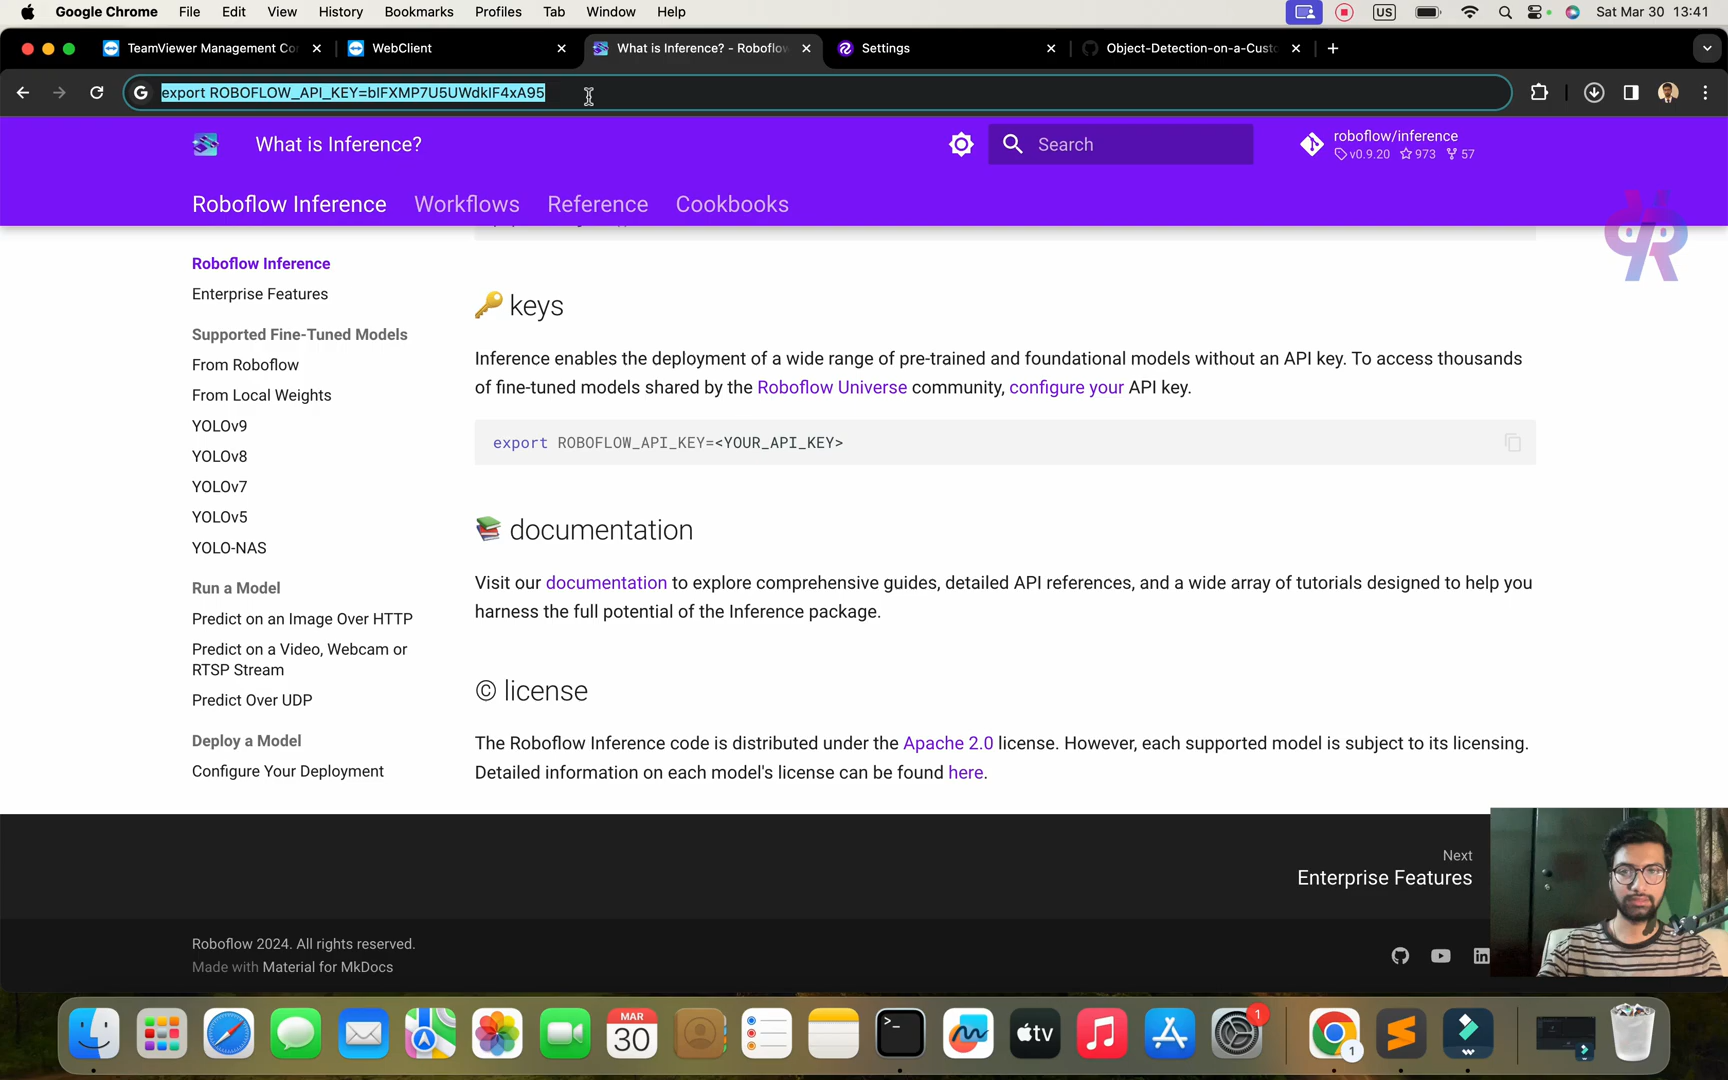 Google Chrome File Edit View History Bookmarks Profiles Tab Window Help US Sat Mar 30 13:41
TeamViewer Management Co
WebClient
What is Inference? - Roboflow
Settings
Object-Detection-on-a-Custo
export ROBOFLOW_API_KEY=blFXMP7U5UWdklF4xA95
What is Inference?
Search
roboflow/inference
v0.9.20 973 57
Roboflow Inference Workflows Reference Cookbooks
Roboflow Inference
Enterprise Features
Supported Fine-Tuned Models
From Roboflow
From Local Weights
YOLOv9
YOLOv8
YOLOv7
YOLOv5
YOLO-NAS
Run a Model
Predict on an Image Over HTTP
Predict on a Video, Webcam or
RTSP Stream
Predict Over UDP
Deploy a Model
Configure Your Deployment
🔑 keys
Inference enables the deployment of a wide range of pre-trained and foundational models without an API key. To access thousands
of fine-tuned models shared by the Roboflow Universe community, configure your API key.
export ROBOFLOW_API_KEY=<YOUR_API_KEY>
📚 documentation
Visit our documentation to explore comprehensive guides, detailed API references, and a wide array of tutorials designed to help you
harness the full potential of the Inference package.
© license
The Roboflow Inference code is distributed under the Apache 2.0 license. However, each supported model is subject to its licensing.
Detailed information on each model's license can be found here.
Next
Enterprise Features
Roboflow 2024. All rights reserved.
Made with Material for MkDocs
MAR
30
tv
1
1